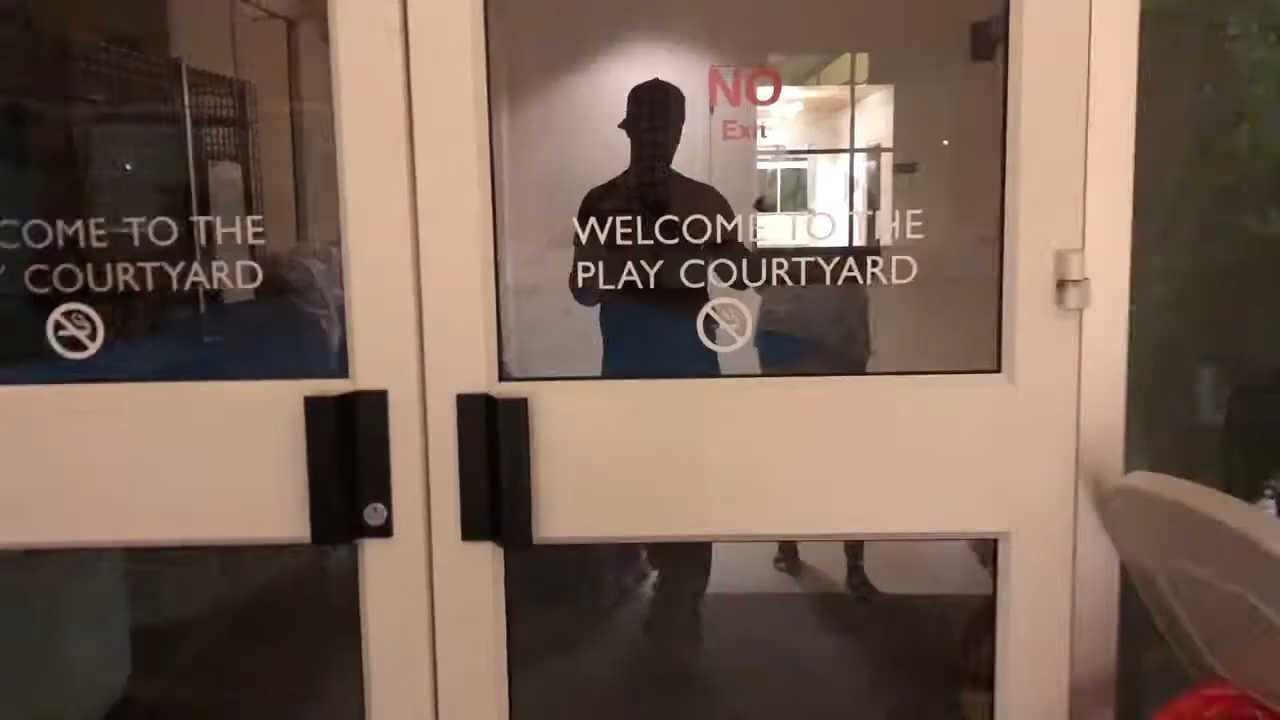 NO
Exit
COME TO THE
COURTYARD
WELCOME TO THE
PLAY COURTYARD